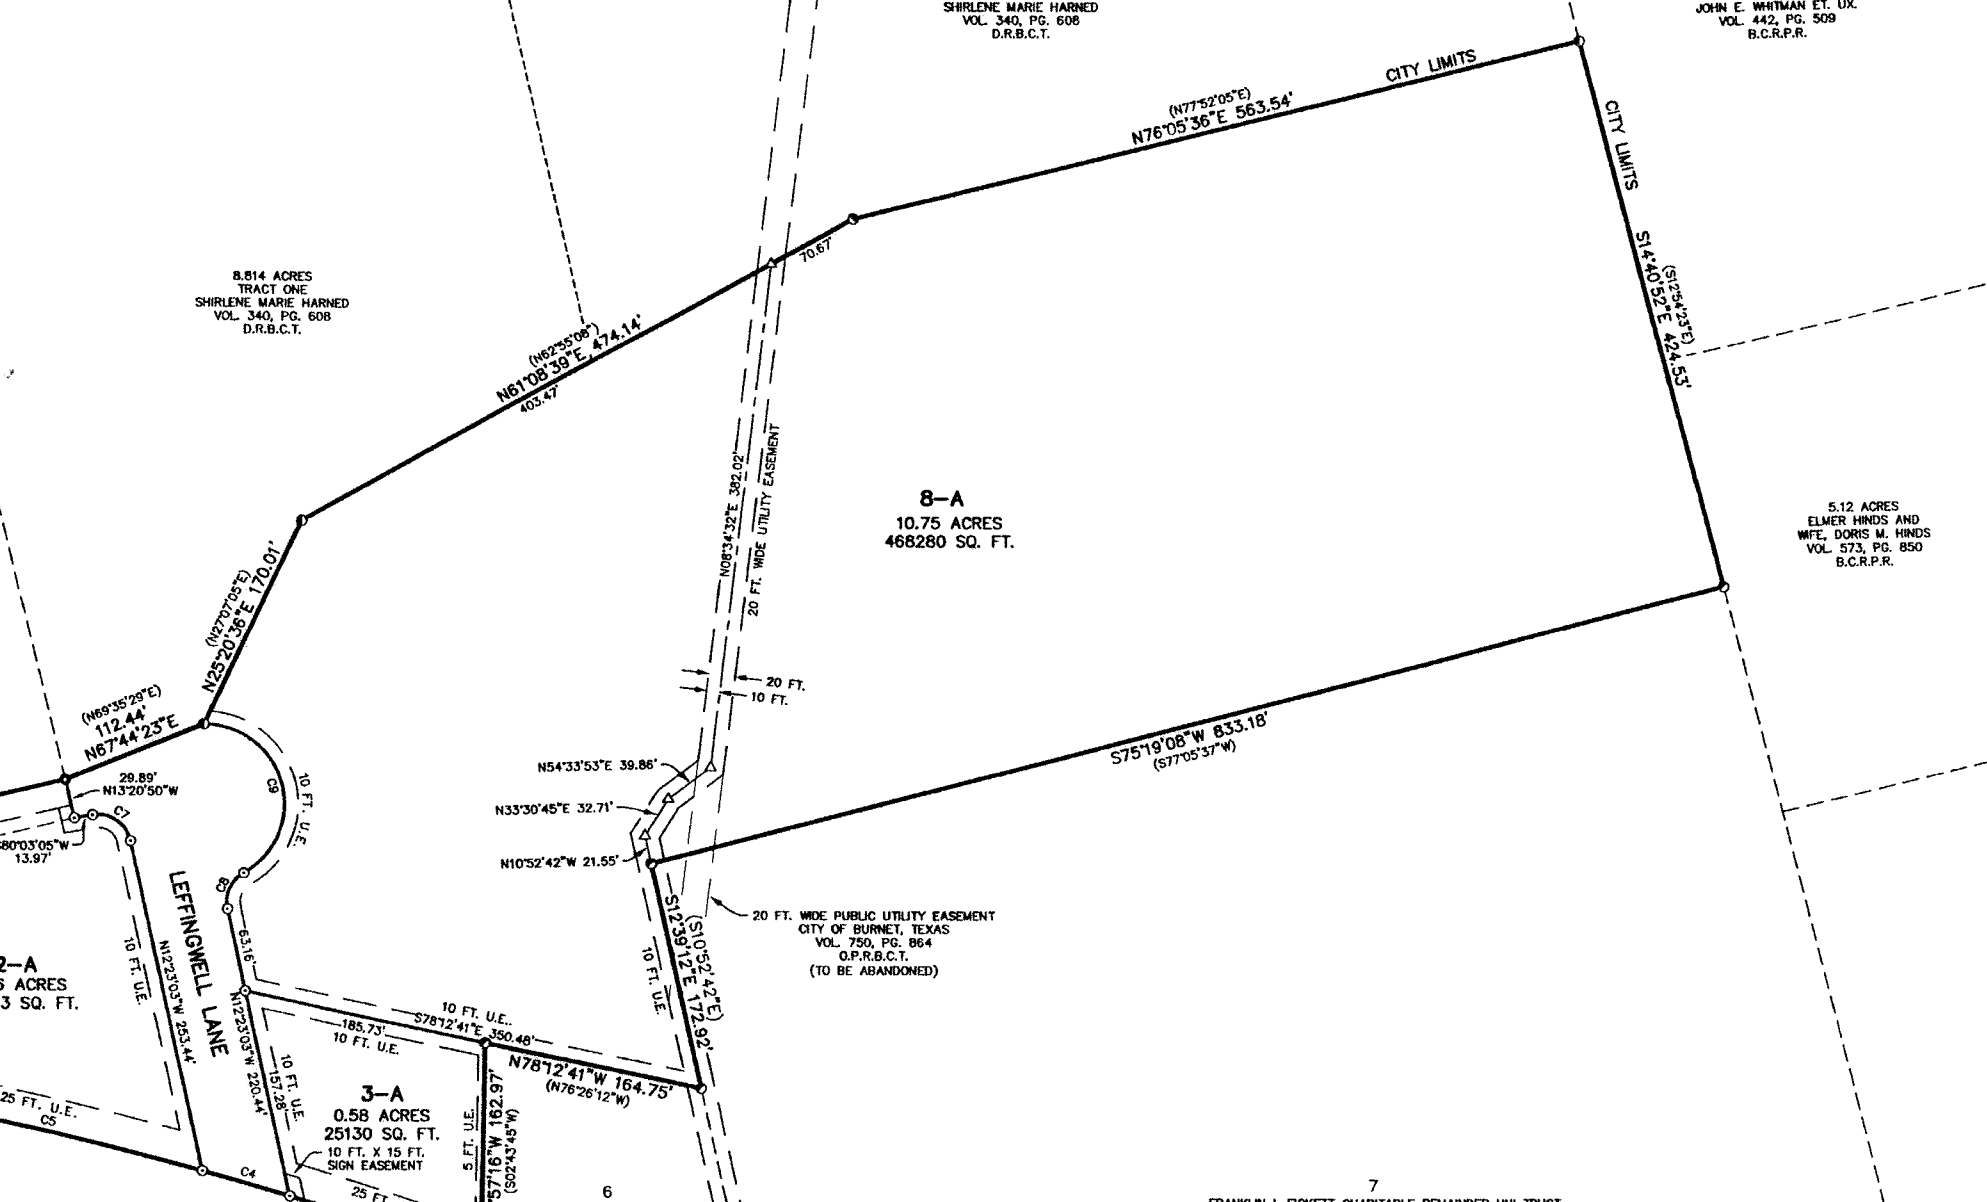 SHIRLENE MARIE HARNED
VOL. 340, PG. 608
D.R.B.C.T.
JOHN E. WHITMAN ET. UX.
VOL. 442, PG. 509
B.C.R.P.R.
CITY LIMITS
(N77°52'05"E)
N76°05'36"E 563.54'
CITY LIMITS
S14°40'52"E 424.53'
(S12°54'23"E)
70.67'
8.814 ACRES
TRACT ONE
SHIRLENE MARIE HARNED
VOL. 340, PG. 608
D.R.B.C.T.
(N62°55'08")
N61°08'39"E, 474.14'
403.47'
N08°34'32"E 382.02'
20 FT. WIDE UTILITY EASEMENT
8-A
10.75 ACRES
468280 SQ. FT.
5.12 ACRES
ELMER HINDS AND
WIFE, DORIS M. HINDS
VOL. 573, PG. 850
B.C.R.P.R.
(N27°07'05"E)
N25°20'36"E 170.01'
20 FT.
10 FT.
(N69°35'29"E)
112.44'
N67°44'23"E
S75°19'08"W 833.18'
(S77°05'37"W)
29.89'
N13°20'50"W
C7
C9
10 FT. U.E.
N54°33'53"E 39.86'
N33°30'45"E 32.71'
N10°52'42"W 21.55'
S80°03'05"W
13.97'
C8
LEFFINGWELL LANE
63.16'
10 FT. U.E.
N12°23'03"W 253.44'
2-A
ACRES
3 SQ. FT.
S12°39'12"E 172.92'
(S10°52'42"E)
10 FT. U.E.
20 FT. WIDE PUBLIC UTILITY EASEMENT
CITY OF BURNET, TEXAS
VOL. 750, PG. 864
O.P.R.B.C.T.
(TO BE ABANDONED)
N12°23'03"W 220.44'
157.28'
10 FT. U.E.
10 FT. U.E.
185.73'
S78°12'41"E 350.48'
10 FT. U.E.
N78°12'41"W 164.75'
(N76°26'12"W)
3-A
0.58 ACRES
25130 SQ. FT.
10 FT. X 15 FT.
SIGN EASEMENT
5 FT. U.E.
57'16"W 162.97'
(S02°43'45"W)
25 FT. U.E.
C5
C4
25 FT
6
7